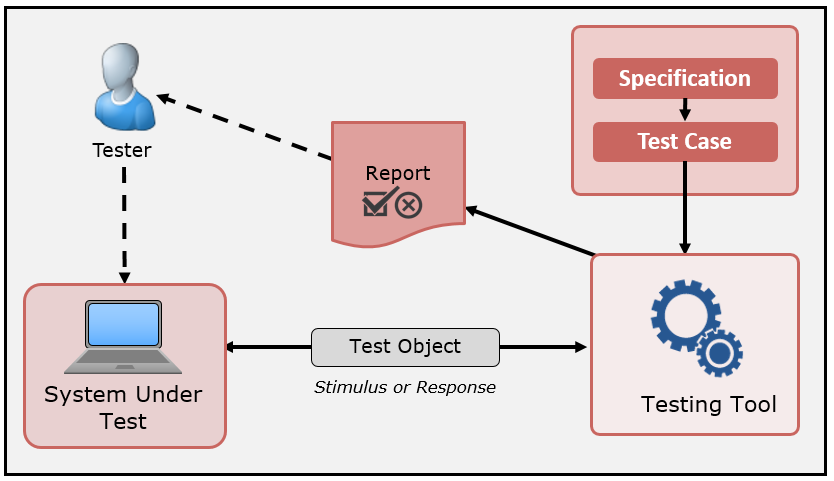 Tester
Specification
Test Case
Report
System Under
Test
Test Object
Stimulus or Response
Testing Tool